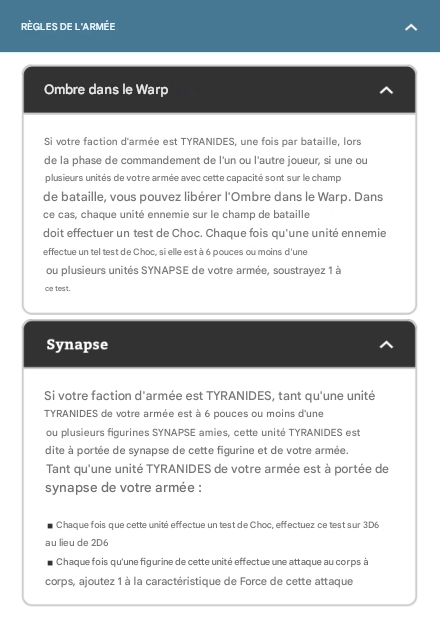 RÈGLES DE L'ARMÉE
Ombre dans le Warp
Si votre faction d'armée est TYRANIDES, une fois par bataille, lors
de la phase de commandement de l'un ou l'autre joueur, si une ou
plusieurs unités de votre armée avec cette capacité sont sur le champ
de bataille, vous pouvez libérer l'Ombre dans le Warp. Dans
ce cas, chaque unité ennemie sur le champ de bataille
doit effectuer un test de Choc. Chaque fois qu'une unité ennemie
effectue un tel test de Choc, si elle est à 6 pouces ou moins d'une
ou plusieurs unités SYNAPSE de votre armée, soustrayez 1 à
ce test.
Synapse
Si votre faction d'armée est TYRANIDES, tant qu'une unité
TYRANIDES de votre armée est à 6 pouces ou moins d'une
ou plusieurs figurines SYNAPSE amies, cette unité TYRANIDES est
dite à portée de synapse de cette figurine et de votre armée.
Tant qu'une unité TYRANIDES de votre armée est à portée de
synapse de votre armée :
▪ Chaque fois que cette unité effectue un test de Choc, effectuez ce test sur 3D6
au lieu de 2D6
▪ Chaque fois qu'une figurine de cette unité effectue une attaque au corps à
corps, ajoutez 1 à la caractéristique de Force de cette attaque